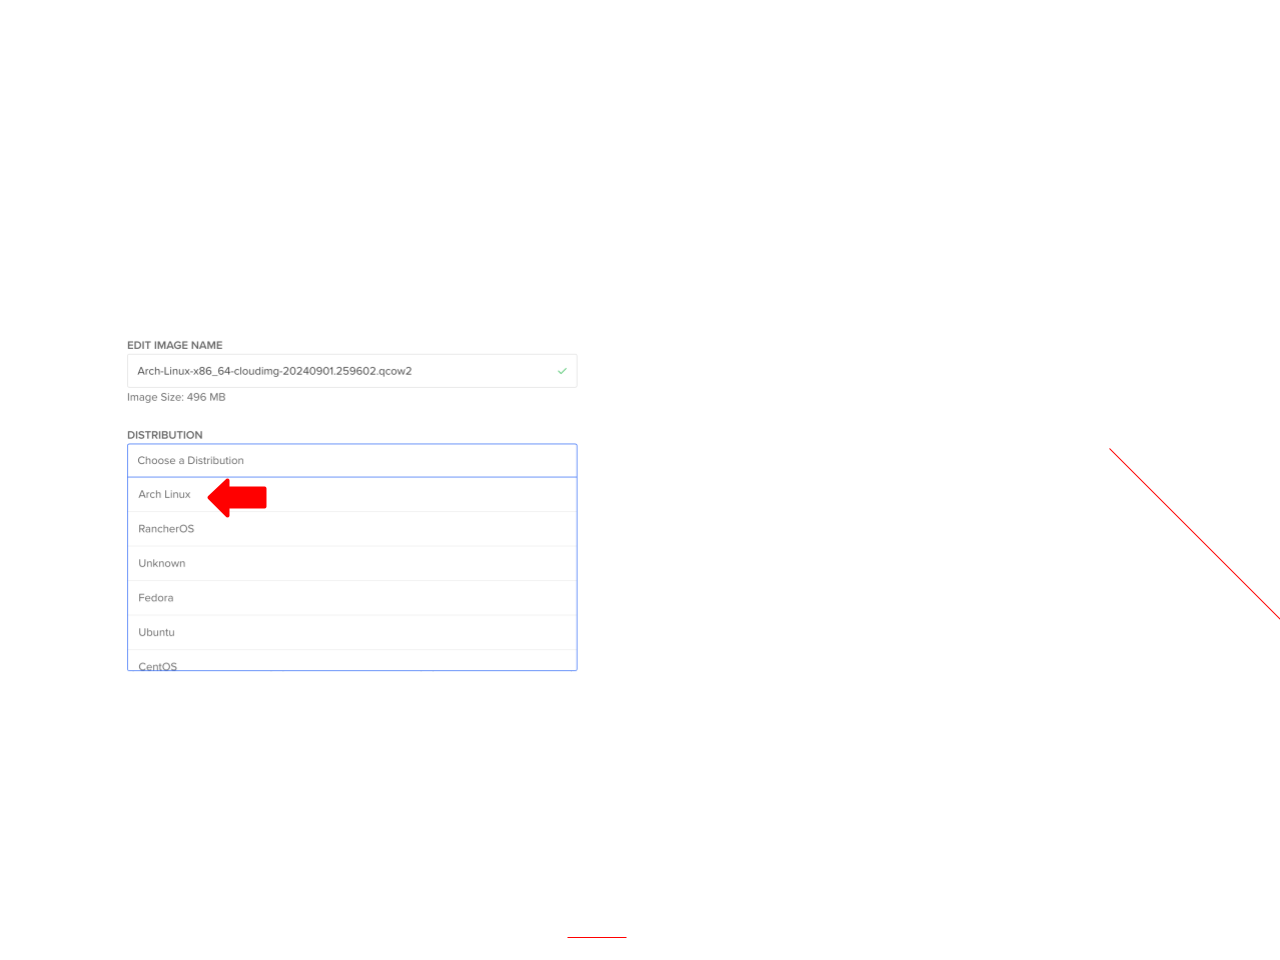 EDIT IMAGE NAME
Arch-Linux-x86_64-cloudimg-20240901.259602.qcow2
Image Size: 496 MB
DISTRIBUTION
Choose a Distribution
Arch Linux
RancherOS
Unknown
Fedora
Ubuntu
CentOS